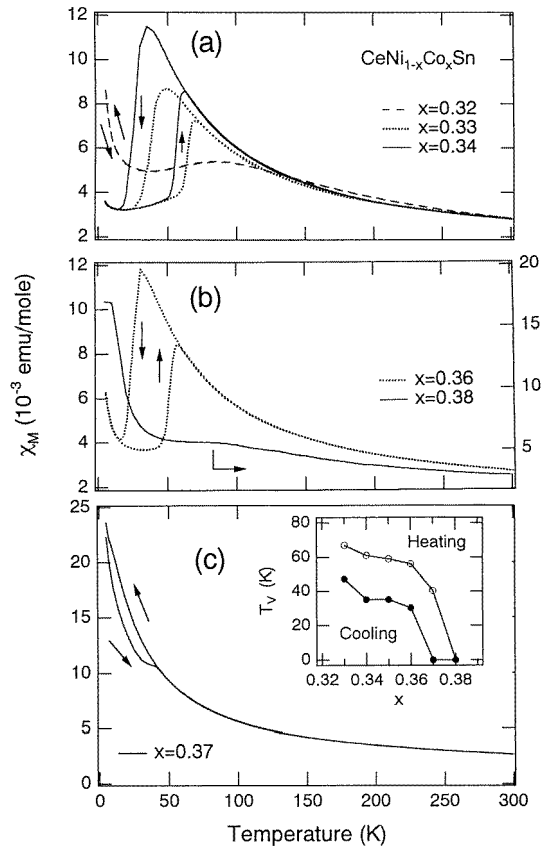 12
10
8
6
4
2
(a)
CeNi1-xCoxSn
x=0.32
x=0.33
x=0.34
χM (10-3 emu/mole)
12
10
8
6
4
2
(b)
20
15
10
5
0
x=0.36
x=0.38
25
20
15
10
5
0
(c)
x=0.37
TV (K)
80
60
40
20
0
Heating
Cooling
0.32 0.34 0.36 0.38
x
0 50 100 150 200 250 300
Temperature (K)